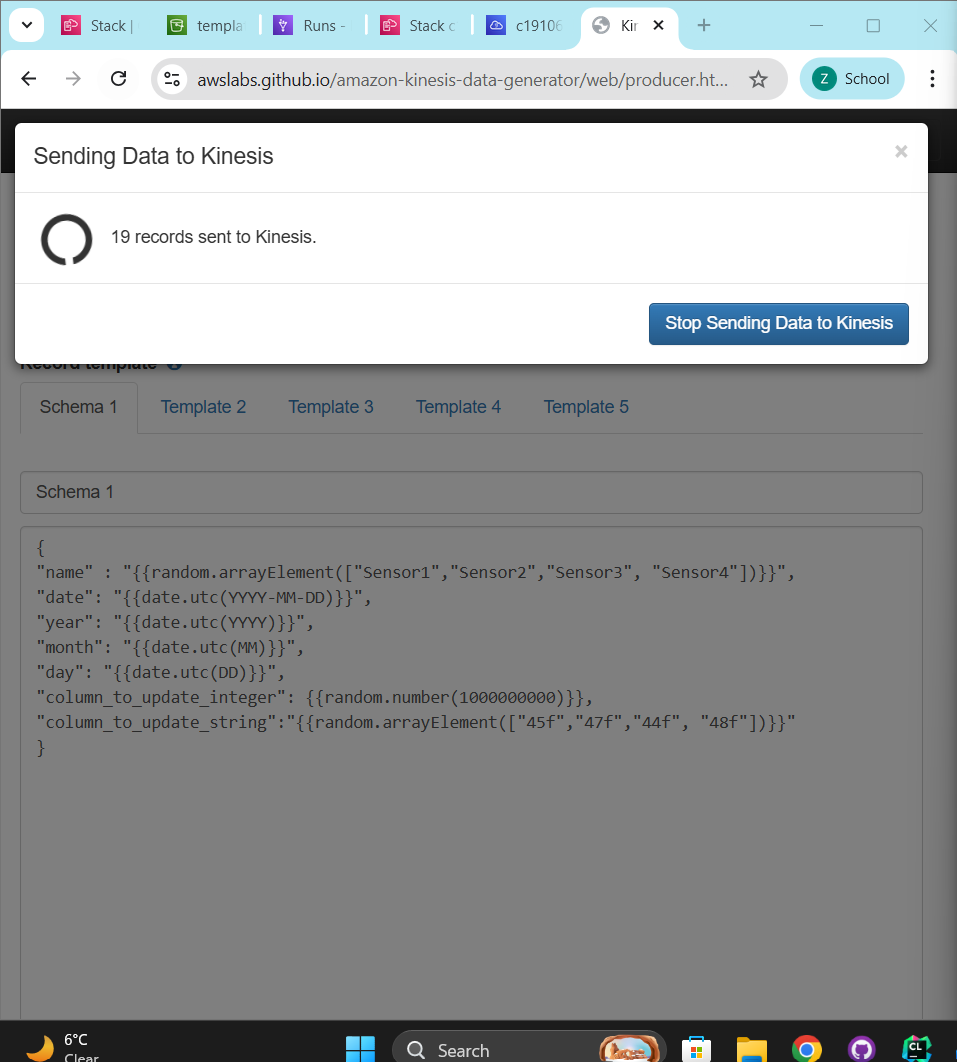 Stack |
templa
Runs -
Stack c
c19106
Kin
awslabs.github.io/amazon-kinesis-data-generator/web/producer.ht...
Z
School
Sending Data to Kinesis
×
19 records sent to Kinesis.
Stop Sending Data to Kinesis
Record template
Schema 1
Template 2
Template 3
Template 4
Template 5
Schema 1
{
"name" : "{{random.arrayElement(["Sensor1","Sensor2","Sensor3", "Sensor4"])}}",
"date": "{{date.utc(YYYY-MM-DD)}}",
"year": "{{date.utc(YYYY)}}",
"month": "{{date.utc(MM)}}",
"day": "{{date.utc(DD)}}",
"column_to_update_integer": {{random.number(1000000000)}},
"column_to_update_string":"{{random.arrayElement(["45f","47f","44f", "48f"])}}"
}
6°C
Clear
Search
CL